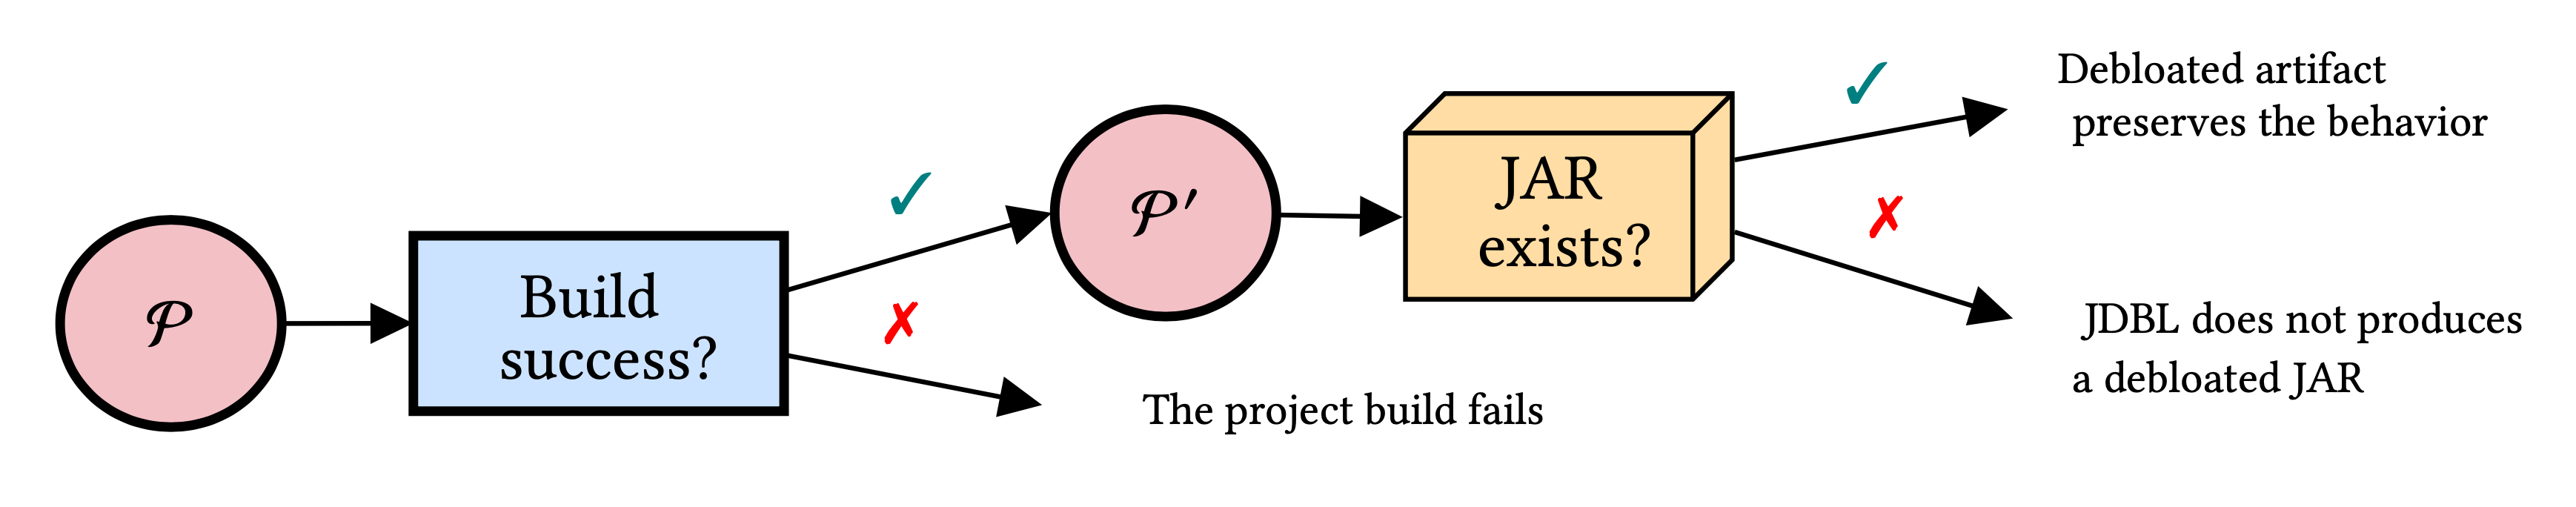 𝒫
Build
success?
✓
✗
𝒫′
The project build fails
JAR
exists?
✓
✗
Debloated artifact
preserves the behavior
JDBL does not produces
a debloated JAR